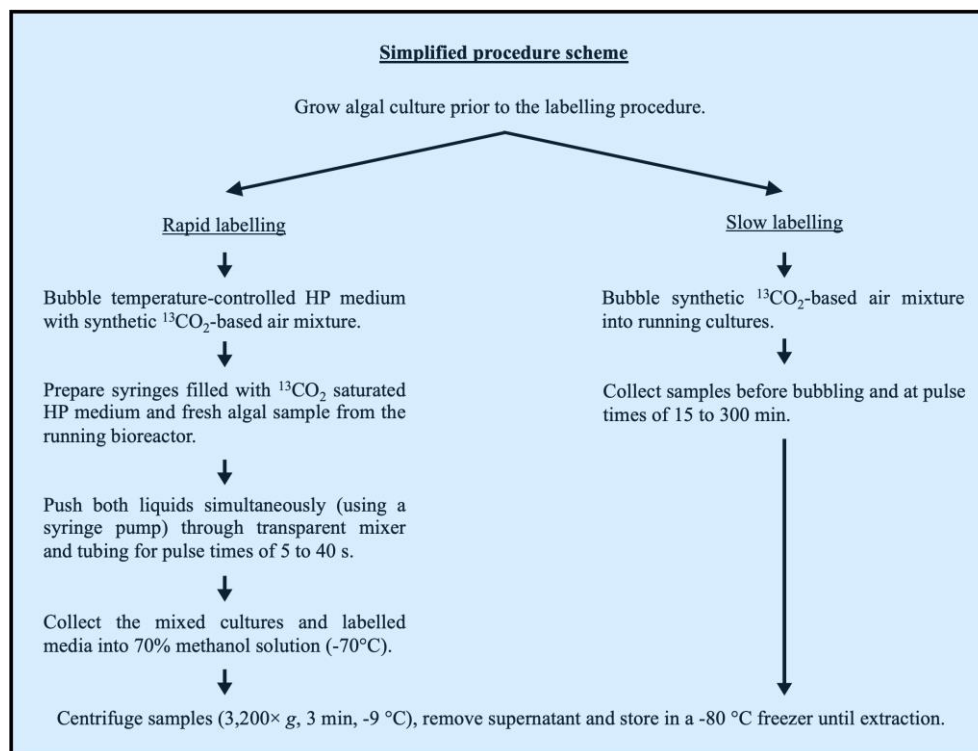 Simplified procedure scheme
Grow algal culture prior to the labelling procedure.
Rapid labelling
Bubble temperature-controlled HP medium
with synthetic ¹³CO₂-based air mixture.
Prepare syringes filled with ¹³CO₂ saturated
HP medium and fresh algal sample from the
running bioreactor.
Push both liquids simultaneously (using a
syringe pump) through transparent mixer
and tubing for pulse times of 5 to 40 s.
Collect the mixed cultures and labelled
media into 70% methanol solution (-70°C).
Slow labelling
Bubble synthetic ¹³CO₂-based air mixture
into running cultures.
Collect samples before bubbling and at pulse
times of 15 to 300 min.
Centrifuge samples (3,200× g, 3 min, -9 °C), remove supernatant and store in a -80 °C freezer until extraction.